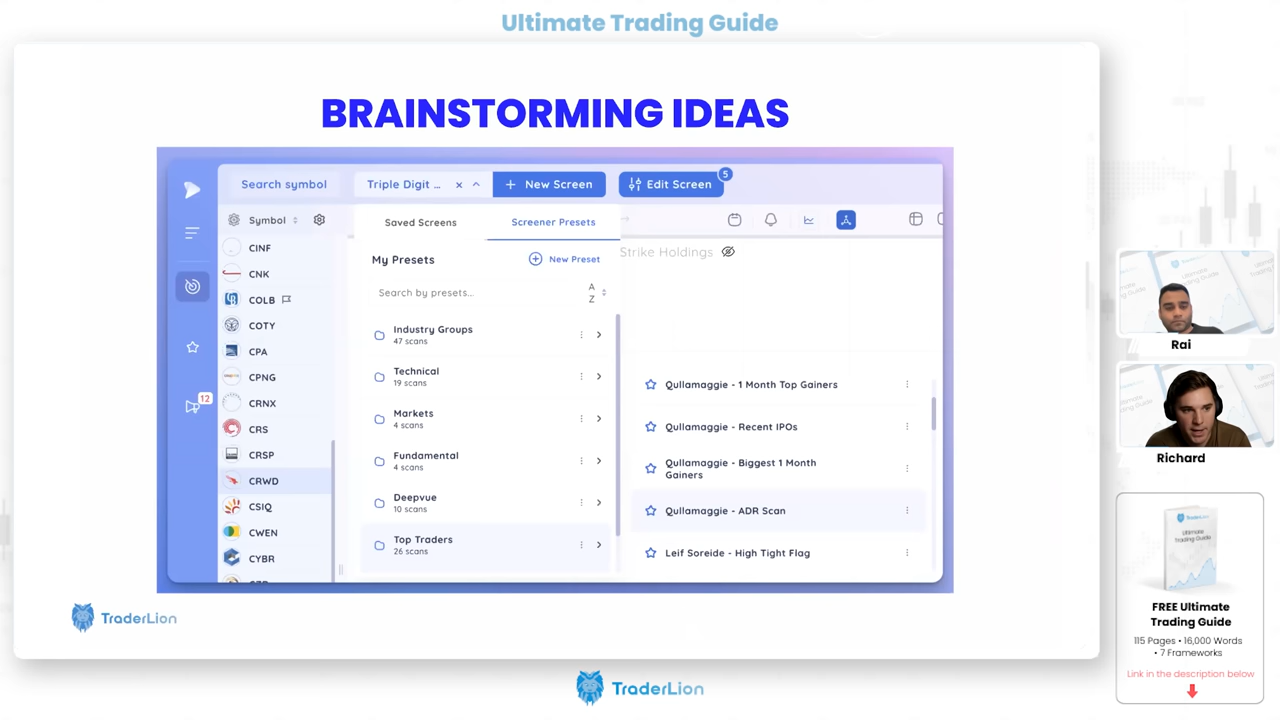 Ultimate Trading Guide
BRAINSTORMING IDEAS
Search symbol
Triple Digit ...
New Screen
Edit Screen
5
Symbol
Saved Screens
Screener Presets
Strike Holdings
My Presets
New Preset
Search by presets...
A
Z
CINF
CNK
COLB
COTY
CPA
CPNG
CRNX
CRS
CRSP
CRWD
CSIQ
CWEN
CYBR
12
Industry Groups
47 scans
Technical
19 scans
Markets
4 scans
Fundamental
4 scans
Deepvue
10 scans
Top Traders
26 scans
Qullamaggie - 1 Month Top Gainers
Qullamaggie - Recent IPOs
Qullamaggie - Biggest 1 Month
Gainers
Qullamaggie - ADR Scan
Leif Soreide - High Tight Flag
TraderLion
TraderLion
Rai
Richard
TraderLion
Ultimate
Trading Guide
FREE Ultimate
Trading Guide
115 Pages • 16,000 Words
• 7 Frameworks
Link in the description below